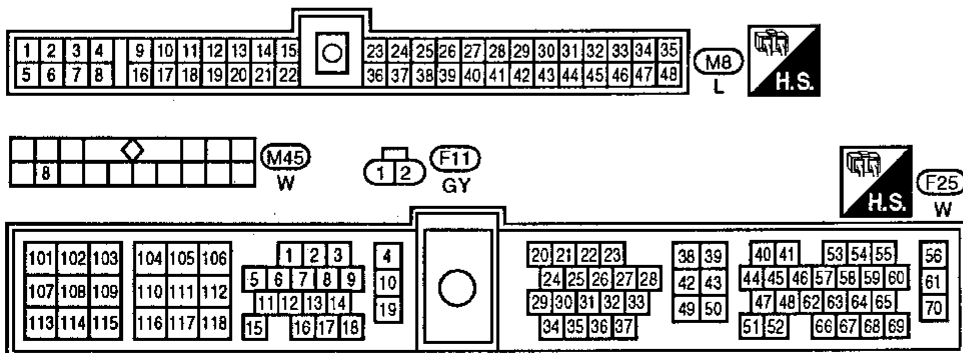 1 2 3 4 9 10 11 12 13 14 15 23 24 25 26 27 28 29 30 31 32 33 34 35
5 6 7 8 16 17 18 19 20 21 22 36 37 38 39 40 41 42 43 44 45 46 47 48
M8
L
H.S.
8
M45
W
1 2
F11
GY
H.S.
F25
W
101 102 103 104 105 106 1 2 3 4 20 21 22 23 38 39 40 41 53 54 55 56
107 108 109 110 111 112 5 6 7 8 9 10 24 25 26 27 28 42 43 44 45 46 57 58 59 60 61
113 114 115 116 117 118 11 12 13 14 19 29 30 31 32 33 49 50 47 48 62 63 64 65 70
15 16 17 18 34 35 36 37 51 52 66 67 68 69